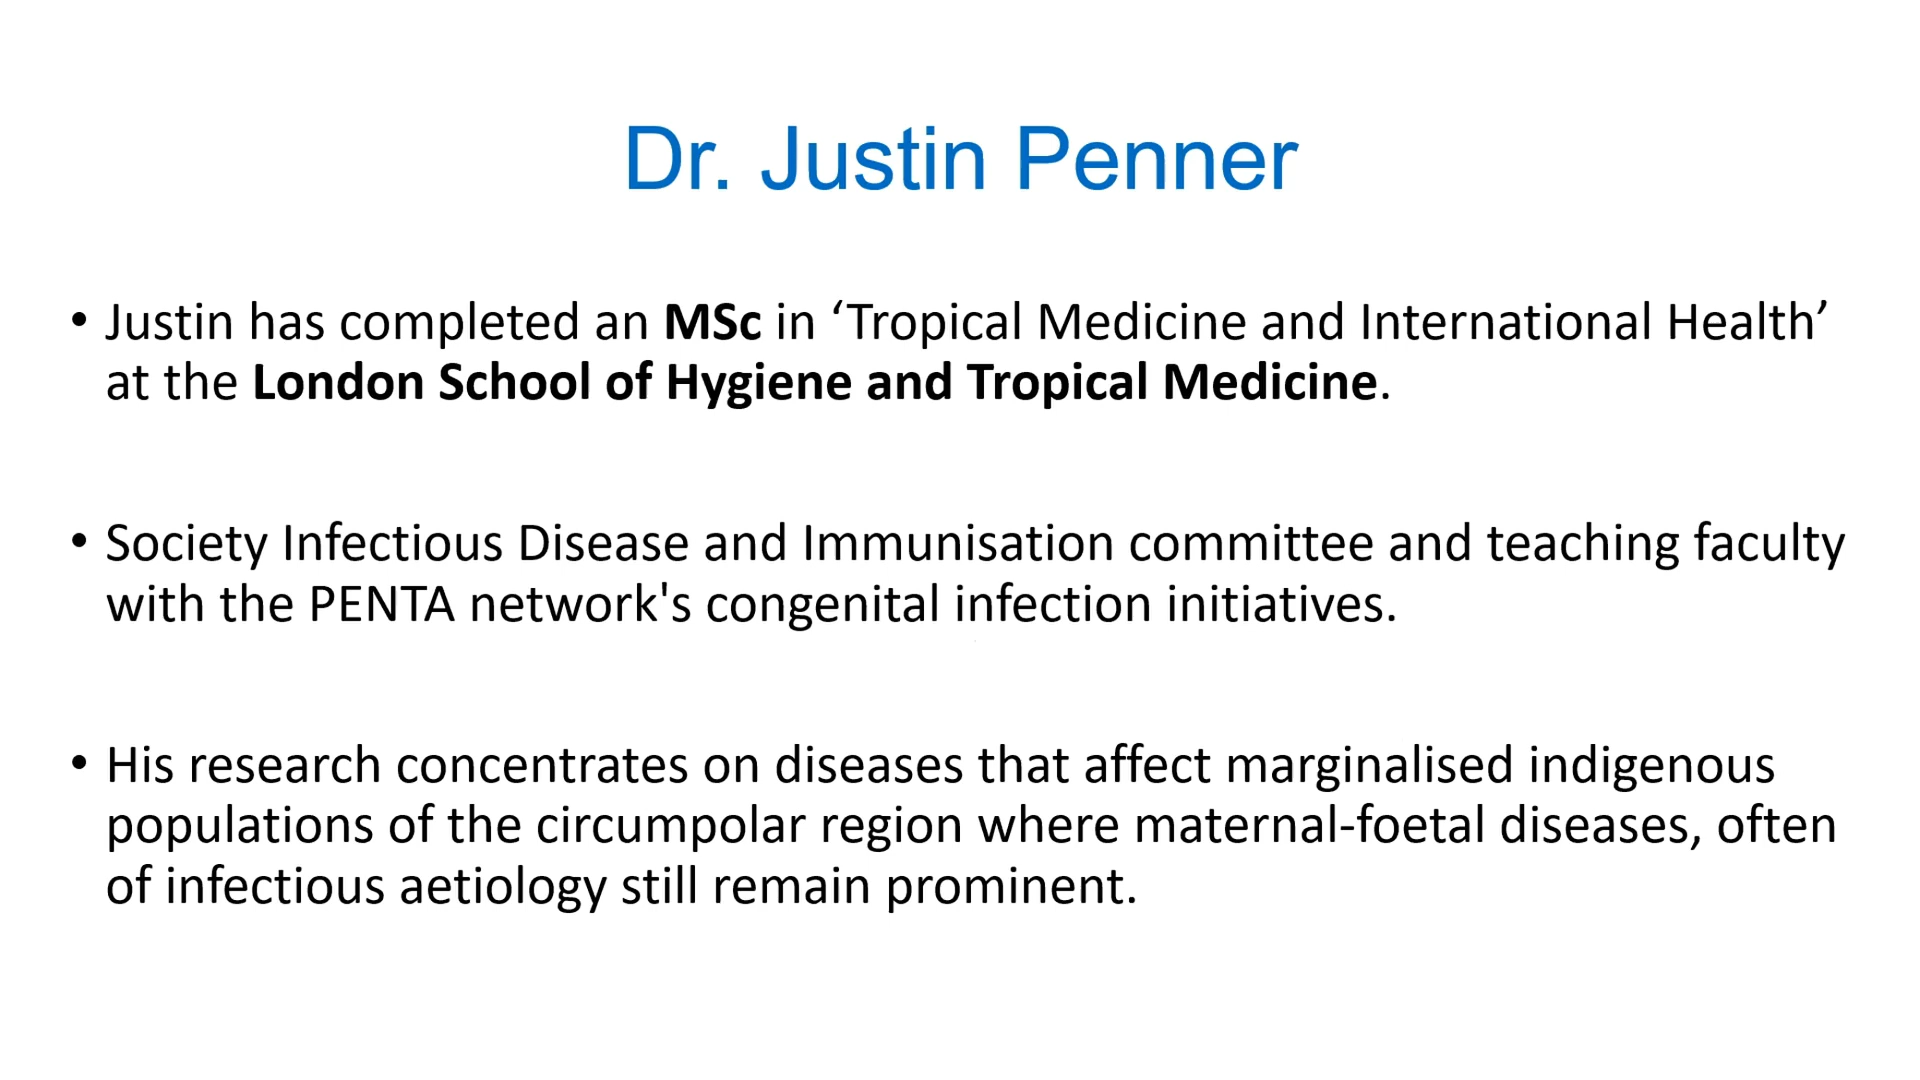 Dr. Justin Penner
• Justin has completed an MSc in ‘Tropical Medicine and International Health’
at the London School of Hygiene and Tropical Medicine.
• Society Infectious Disease and Immunisation committee and teaching faculty
with the PENTA network's congenital infection initiatives.
• His research concentrates on diseases that affect marginalised indigenous
populations of the circumpolar region where maternal-foetal diseases, often
of infectious aetiology still remain prominent.